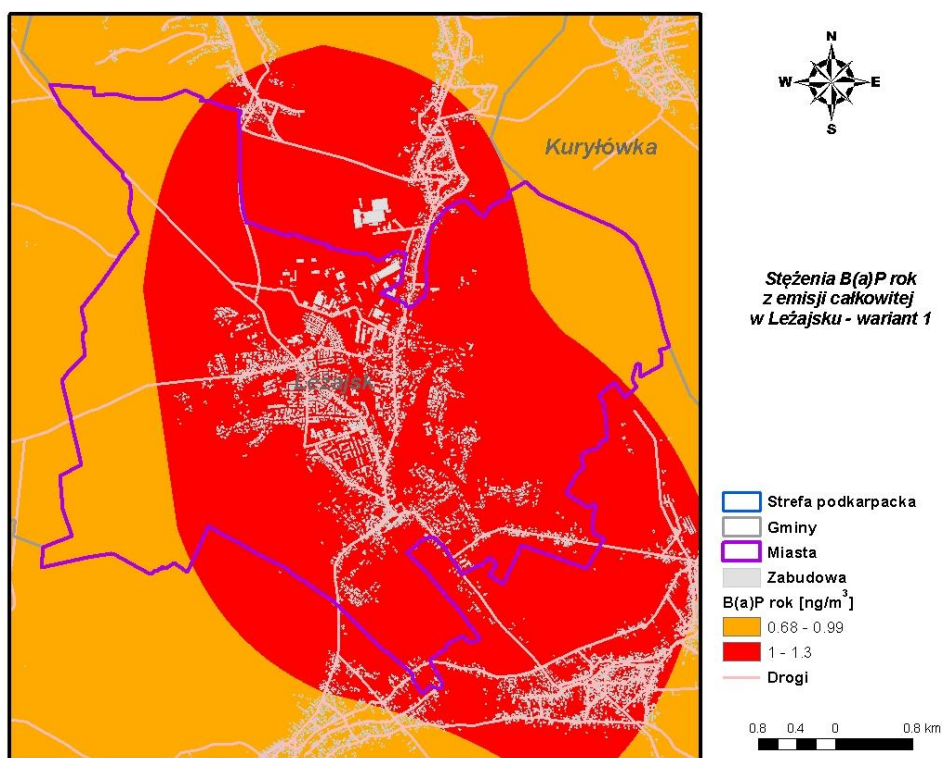 N
W E
S
Kuryłówka
Stężenia B(a)P rok
z emisji całkowitej
w Leżajsku - wariant 1
Leżajsk
Strefa podkarpacka
Gminy
Miasta
Zabudowa
B(a)P rok [ng/m³]
0.68 - 0.99
1 - 1.3
Drogi
0.8 0.4 0 0.8 km